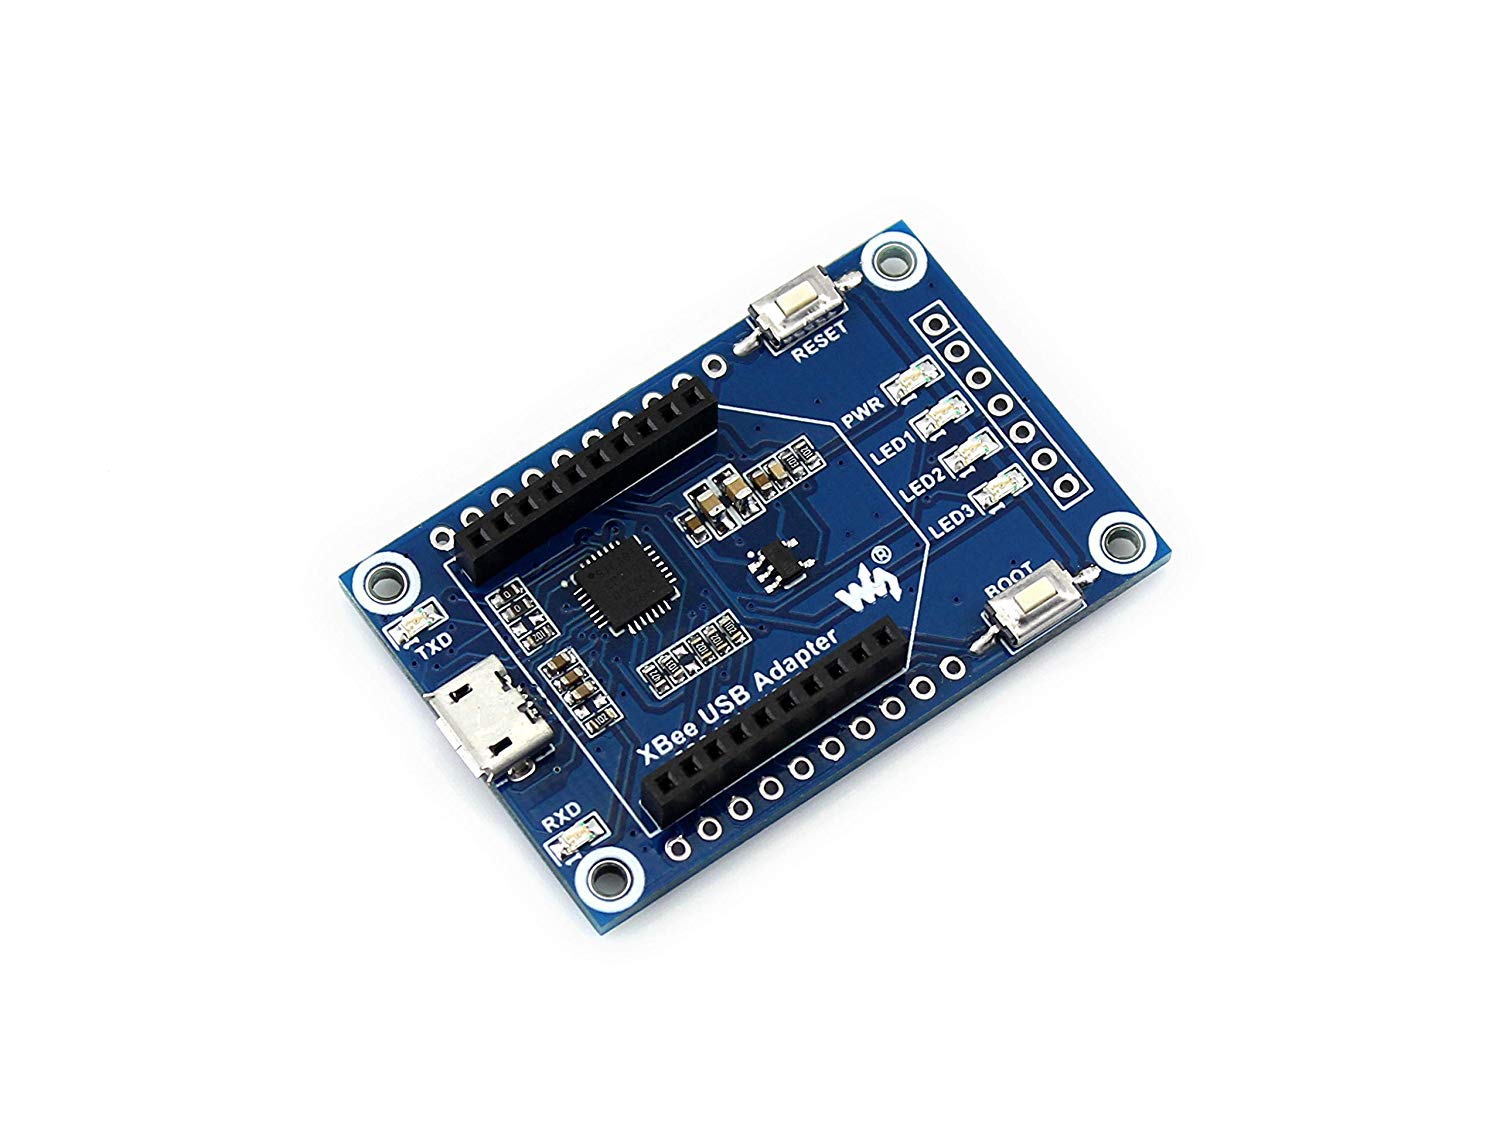 RESET
PWR
LED1
LED2
LED3
BOOT
®
TXD
XBee USB Adapter
RXD